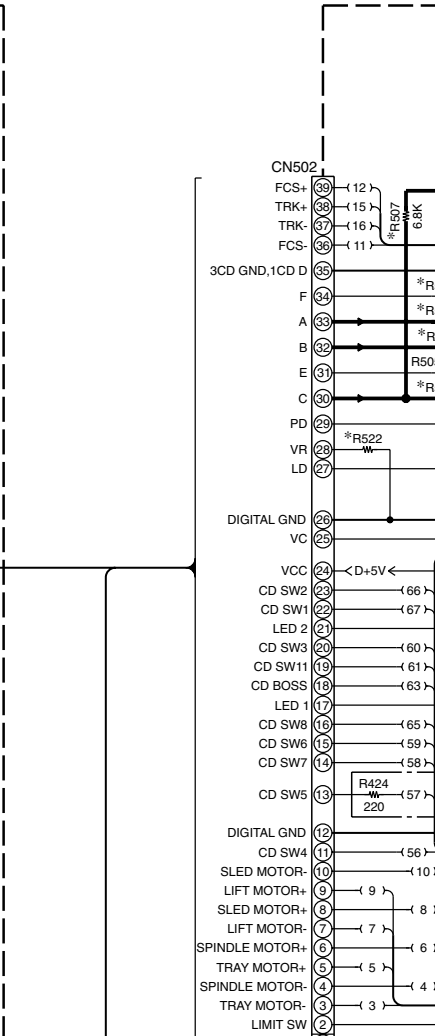 CN502
FCS+ 39 12
TRK+ 38 15
TRK- 37 16
FCS- 36 11
*R507
6.8K
3CD GND,1CD D 35
F 34 *R
A 33 *R
B 32 *R
E 31 R50
C 30 *R
PD 29
*R522
VR 28
LD 27
DIGITAL GND 26
VC 25
VCC 24 D+5V
CD SW2 23 66
CD SW1 22 67
LED 2 21
CD SW3 20 60
CD SW11 19 61
CD BOSS 18 63
LED 1 17
CD SW8 16 65
CD SW6 15 59
CD SW7 14 58
R424
CD SW5 13 57
220
DIGITAL GND 12
CD SW4 11 56
SLED MOTOR- 10 10
LIFT MOTOR+ 9 9
SLED MOTOR+ 8 8
LIFT MOTOR- 7 7
SPINDLE MOTOR+ 6 6
TRAY MOTOR+ 5 5
SPINDLE MOTOR- 4 4
TRAY MOTOR- 3 3
LIMIT SW 2